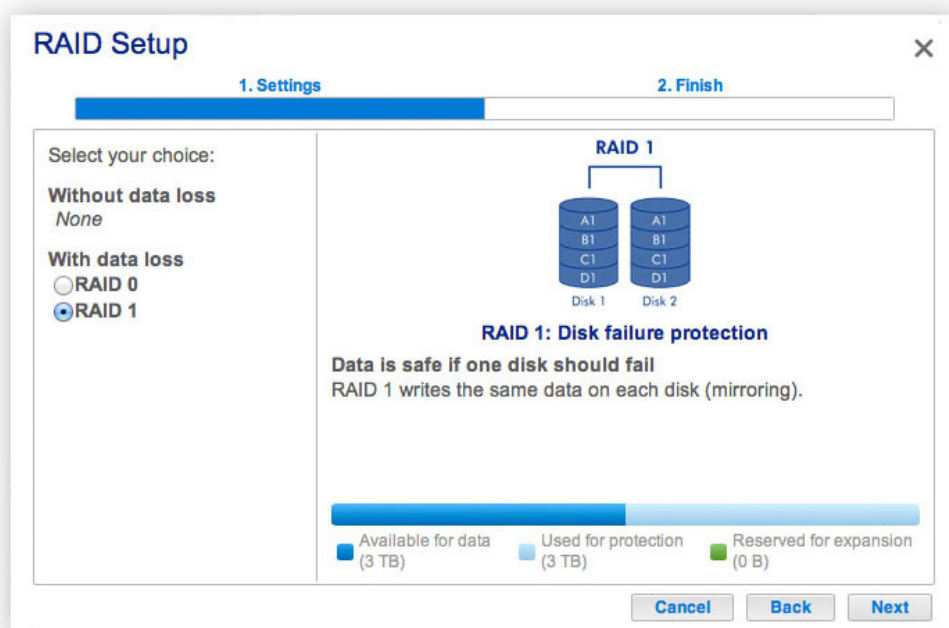 RAID Setup
1. Settings
2. Finish
Select your choice:
Without data loss
None
With data loss
RAID 0
RAID 1
RAID 1
A1
B1
C1
D1
A1
B1
C1
D1
Disk 1
Disk 2
RAID 1: Disk failure protection
Data is safe if one disk should fail
RAID 1 writes the same data on each disk (mirroring).
Available for data
(3 TB)
Used for protection
(3 TB)
Reserved for expansion
(0 B)
Cancel
Back
Next